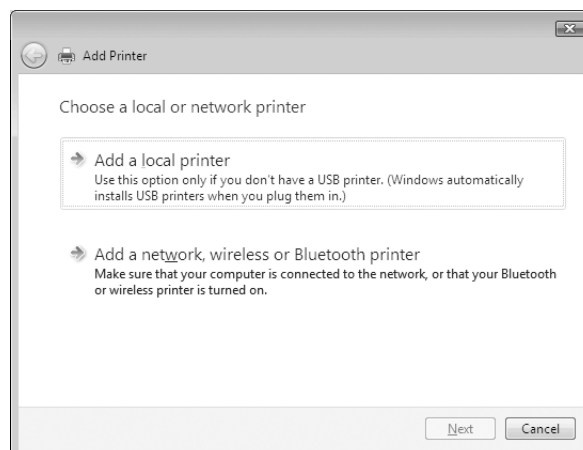 Add Printer
Choose a local or network printer
Add a local printer
Use this option only if you don't have a USB printer. (Windows automatically
installs USB printers when you plug them in.)
Add a network, wireless or Bluetooth printer
Make sure that your computer is connected to the network, or that your Bluetooth
or wireless printer is turned on.
Next Cancel